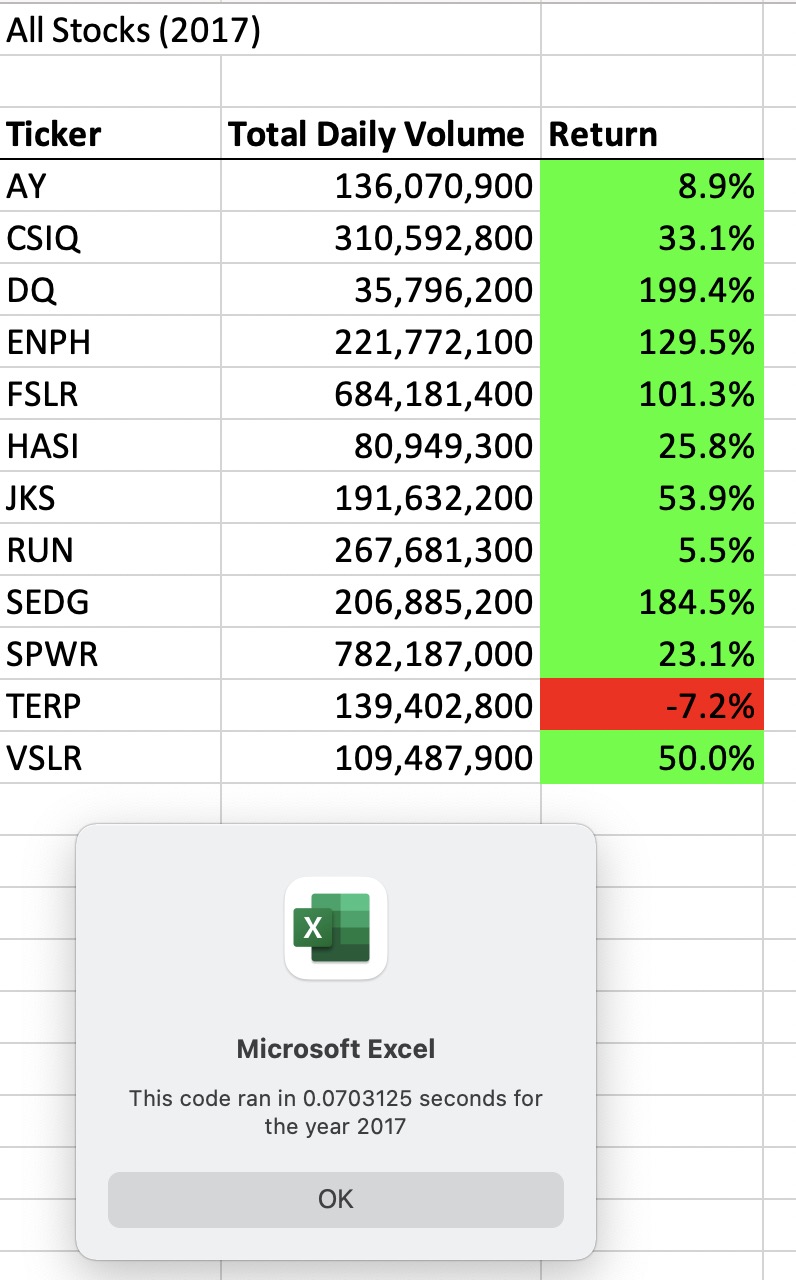 All Stocks (2017)
Ticker Total Daily Volume Return
AY 136,070,900 8.9%
CSIQ 310,592,800 33.1%
DQ 35,796,200 199.4%
ENPH 221,772,100 129.5%
FSLR 684,181,400 101.3%
HASI 80,949,300 25.8%
JKS 191,632,200 53.9%
RUN 267,681,300 5.5%
SEDG 206,885,200 184.5%
SPWR 782,187,000 23.1%
TERP 139,402,800 -7.2%
VSLR 109,487,900 50.0%
X
Microsoft Excel
This code ran in 0.0703125 seconds for
the year 2017
OK